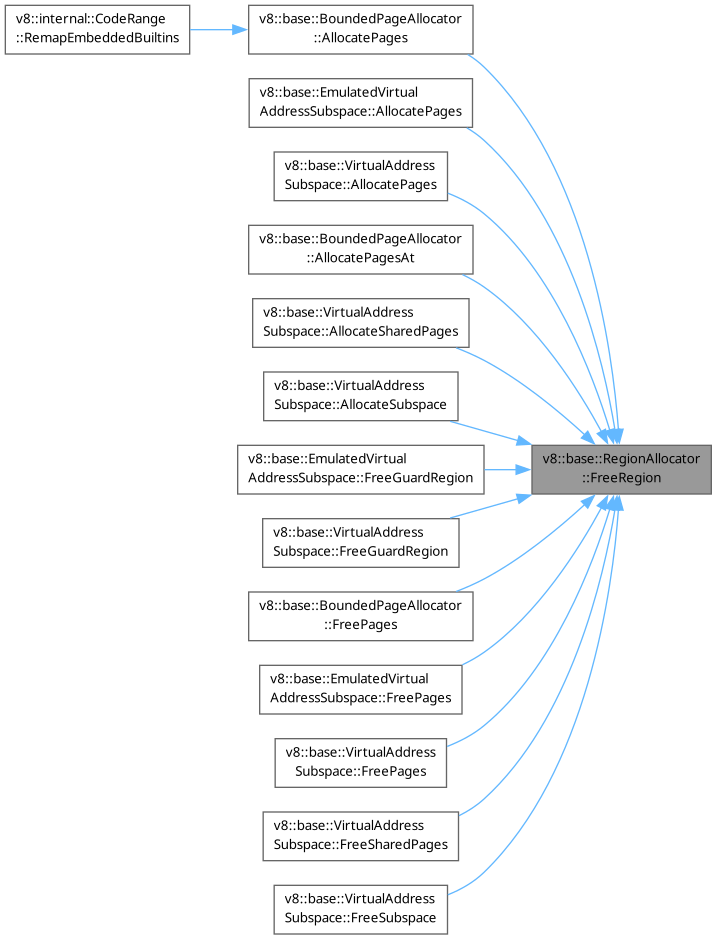 v8::internal::CodeRange
::RemapEmbeddedBuiltins
v8::base::BoundedPageAllocator
::AllocatePages
v8::base::EmulatedVirtual
AddressSubspace::AllocatePages
v8::base::VirtualAddress
Subspace::AllocatePages
v8::base::BoundedPageAllocator
::AllocatePagesAt
v8::base::VirtualAddress
Subspace::AllocateSharedPages
v8::base::VirtualAddress
Subspace::AllocateSubspace
v8::base::EmulatedVirtual
AddressSubspace::FreeGuardRegion
v8::base::RegionAllocator
::FreeRegion
v8::base::VirtualAddress
Subspace::FreeGuardRegion
v8::base::BoundedPageAllocator
::FreePages
v8::base::EmulatedVirtual
AddressSubspace::FreePages
v8::base::VirtualAddress
Subspace::FreePages
v8::base::VirtualAddress
Subspace::FreeSharedPages
v8::base::VirtualAddress
Subspace::FreeSubspace